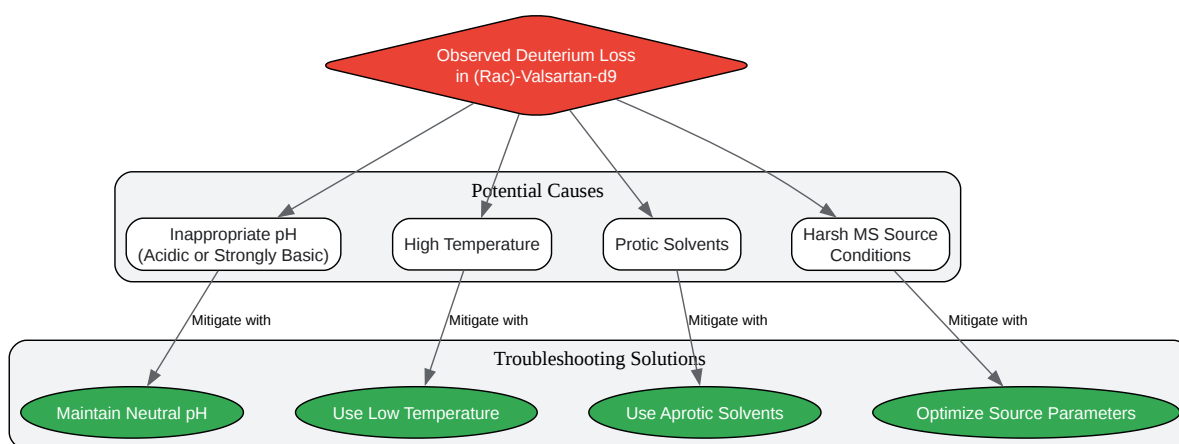 Observed Deuterium Loss
in (Rac)-Valsartan-d9
Potential Causes
Inappropriate pH
(Acidic or Strongly Basic)
High Temperature
Protic Solvents
Harsh MS Source
Conditions
Mitigate with
Mitigate with
Mitigate with
Mitigate with
Troubleshooting Solutions
Maintain Neutral pH
Use Low Temperature
Use Aprotic Solvents
Optimize Source Parameters